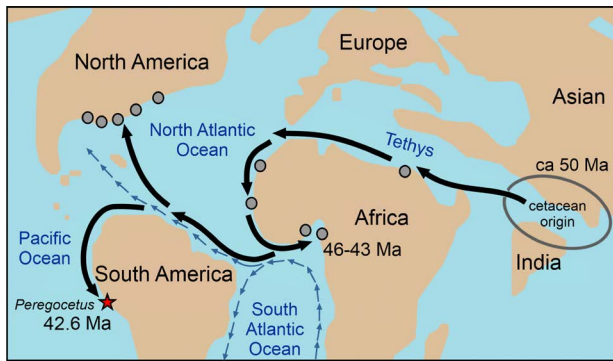 Europe
North America
Asian
North Atlantic
Ocean
Tethys
ca 50 Ma
cetacean
origin
Africa
Pacific
Ocean
46-43 Ma
India
South America
Peregocetus
42.6 Ma
South
Atlantic
Ocean